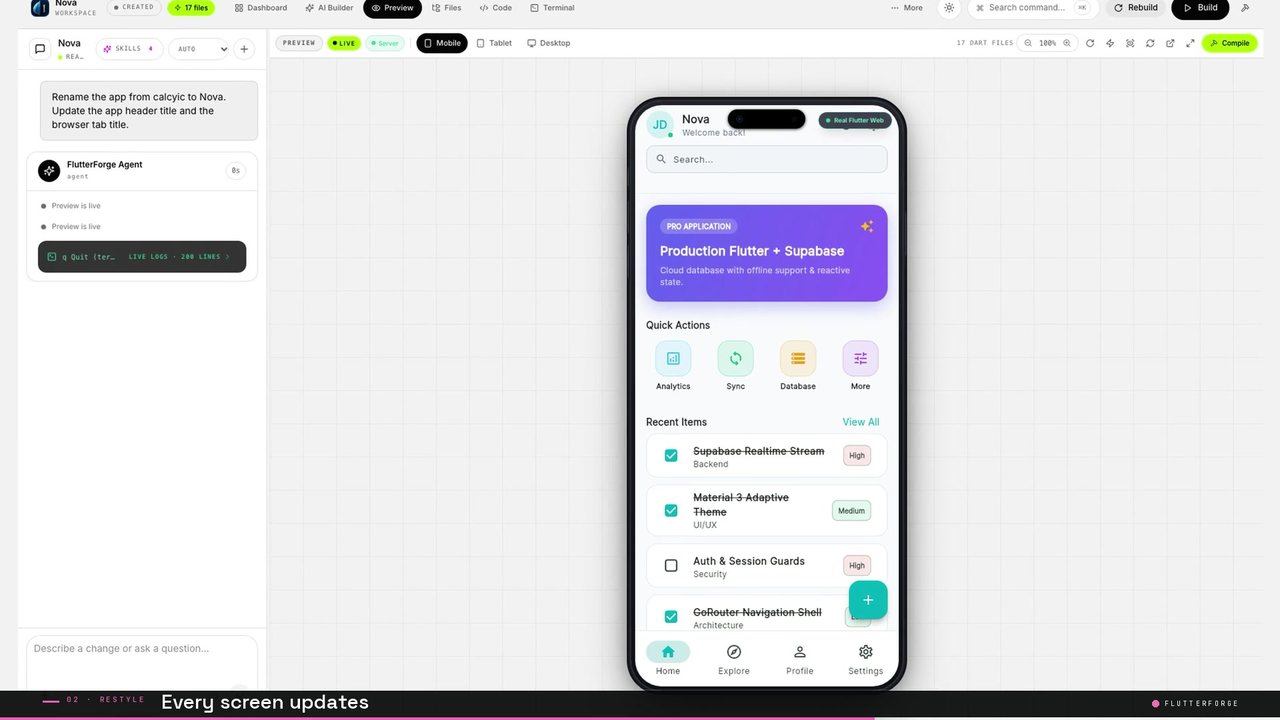 Nova
WORKSPACE
CREATED
17 files
Dashboard
AI Builder
Preview
Files
Code
Terminal
More
Search command...
⌘K
Rebuild
Build
Nova
REA…
SKILLS 4
AUTO
PREVIEW
LIVE
Server
Mobile
Tablet
Desktop
17 DART FILES
100%
Compile
Rename the app from calcyic to Nova.
Update the app header title and the
browser tab title.
FlutterForge Agent
agent
0s
Preview is live
Preview is live
q Quit (ter… LIVE LOGS · 200 LINES
Describe a change or ask a question...
JD
Nova
Welcome back!
Real Flutter Web
Search...
PRO APPLICATION
Production Flutter + Supabase
Cloud database with offline support & reactive
state.
Quick Actions
Analytics
Sync
Database
More
Recent Items
View All
Supabase Realtime Stream
Backend
High
Material 3 Adaptive
Theme
UI/UX
Medium
Auth & Session Guards
Security
High
GoRouter Navigation Shell
Architecture
Home
Explore
Profile
Settings
02 · RESTYLE
Every screen updates
FLUTTERFORGE